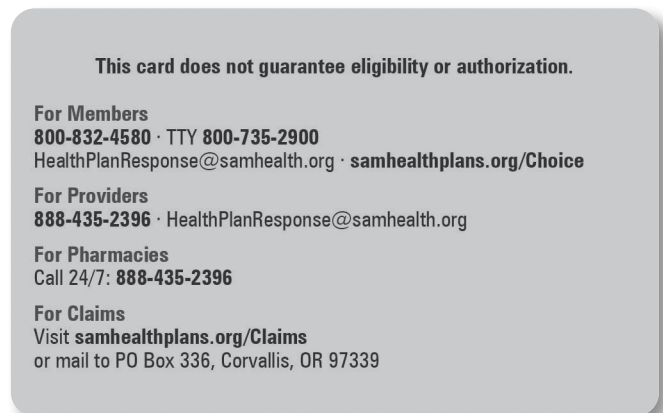 This card does not guarantee eligibility or authorization.
For Members
800-832-4580 · TTY 800-735-2900
HealthPlanResponse@samhealth.org · samhealthplans.org/Choice
For Providers
888-435-2396 · HealthPlanResponse@samhealth.org
For Pharmacies
Call 24/7: 888-435-2396
For Claims
Visit samhealthplans.org/Claims
or mail to PO Box 336, Corvallis, OR 97339